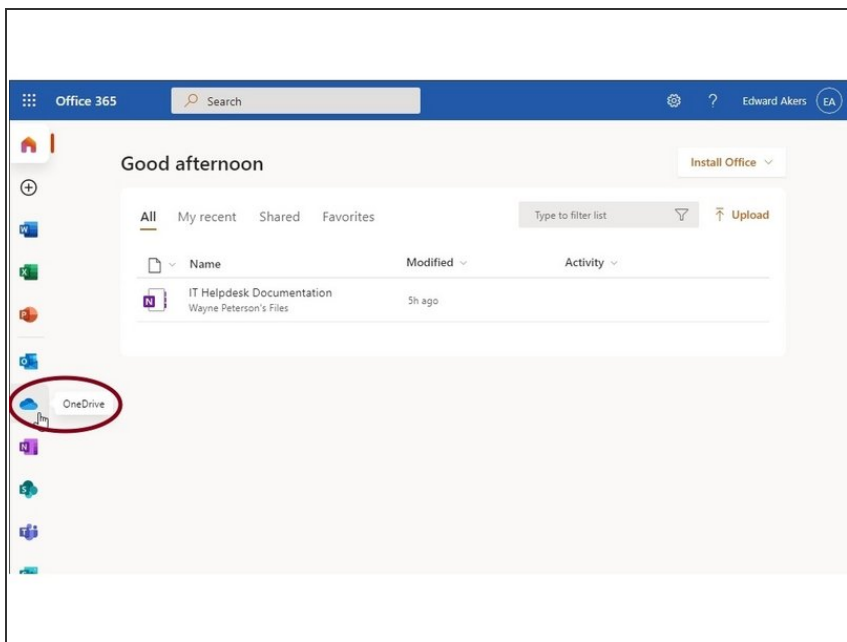 Office 365
Search
?
Edward Akers
EA
Good afternoon
Install Office
All My recent Shared Favorites
Type to filter list
Upload
Name Modified Activity
N
IT Helpdesk Documentation
Wayne Peterson's Files
5h ago
W
X
P
O
OneDrive
N
S
T